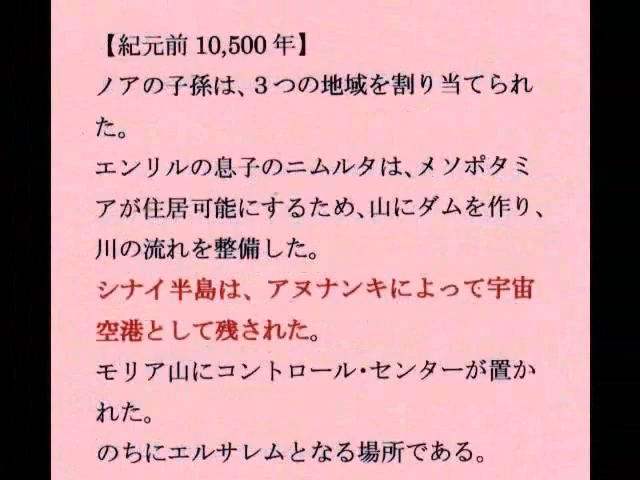 【紀元前 10,500 年】
ノアの子孫は、３つの地域を割り当てられ
た。
エンリルの息子のニムルタは、メソポタミ
アが住居可能にするため、山にダムを作り、
川の流れを整備した。
シナイ半島は、アヌナンキによって宇宙
空港として残された。
モリア山にコントロール・センターが置か
れた。
のちにエルサレムとなる場所である。